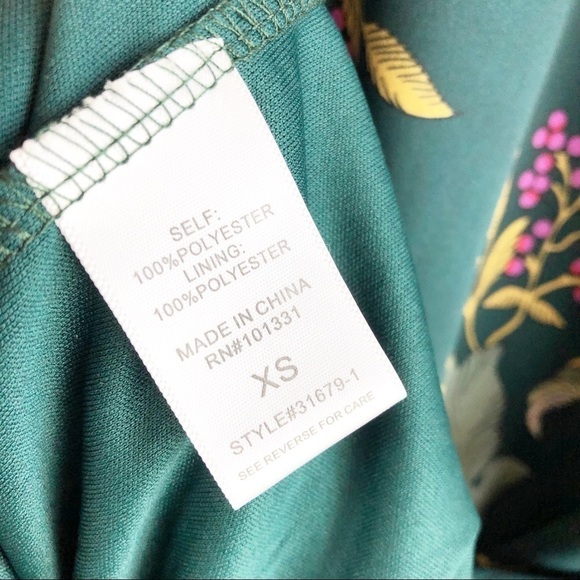 SELF:
100%POLYESTER
LINING:
100%POLYESTER
MADE IN CHINA
RN#101331
XS
STYLE#31679-1
SEE REVERSE FOR CARE